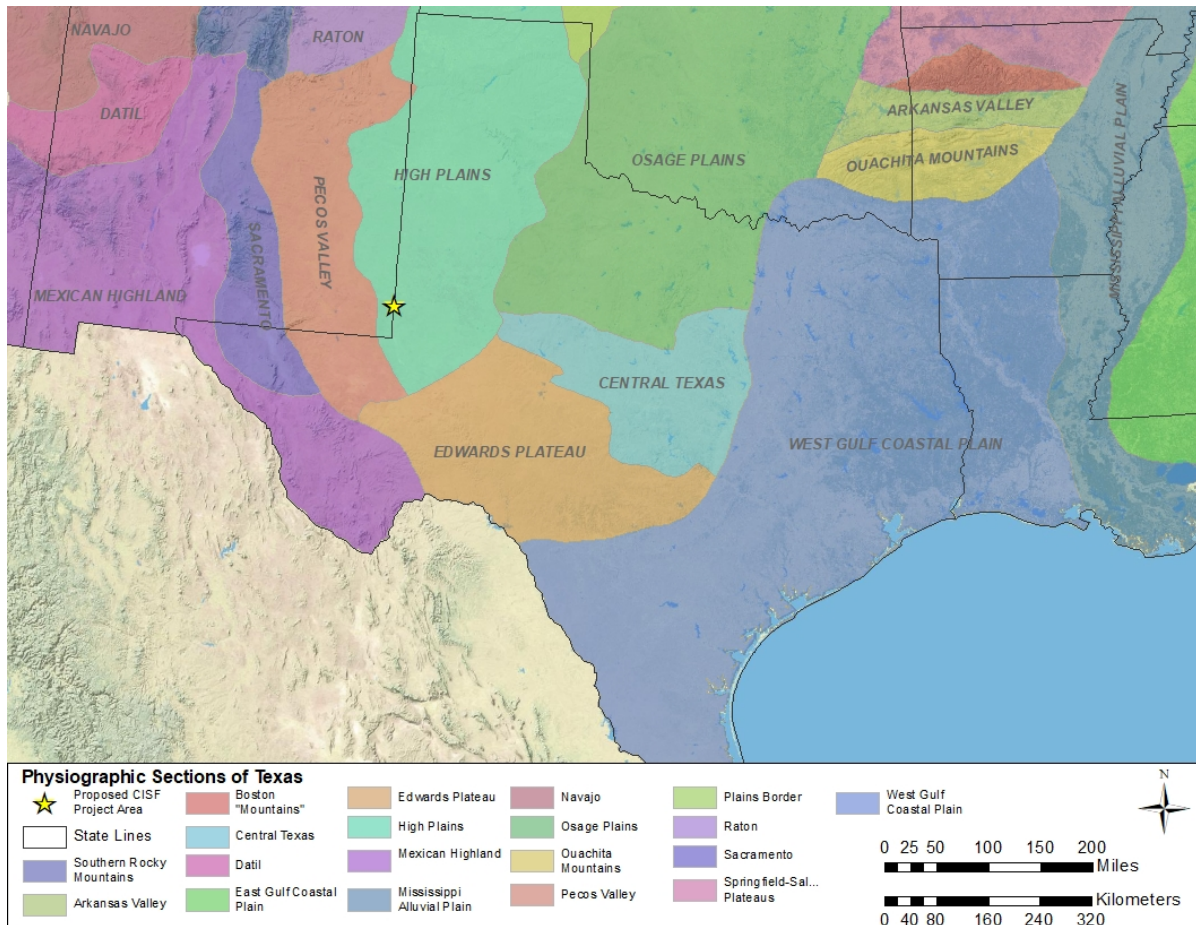 NAVAJO
RATON
DATIL
ARKANSAS VALLEY
OUACHITA MOUNTAINS
OSAGE PLAINS
HIGH PLAINS
PECOS VALLEY
SACRAMENTO
MEXICAN HIGHLAND
MISSISSIPPI ALLUVIAL PLAIN
CENTRAL TEXAS
EDWARDS PLATEAU
WEST GULF COASTAL PLAIN
Physiographic Sections of Texas
Proposed CISF
Project Area
State Lines
Southern Rocky
Mountains
Arkansas Valley
Boston
"Mountains"
Central Texas
Datil
East Gulf Coastal
Plain
Edwards Plateau
High Plains
Mexican Highland
Mississippi
Alluvial Plain
Navajo
Osage Plains
Ouachita
Mountains
Pecos Valley
Plains Border
Raton
Sacramento
Springfield-Sal...
Plateaus
West Gulf
Coastal Plain
N
0 25 50 100 150 200
Miles
Kilometers
0 40 80 160 240 320